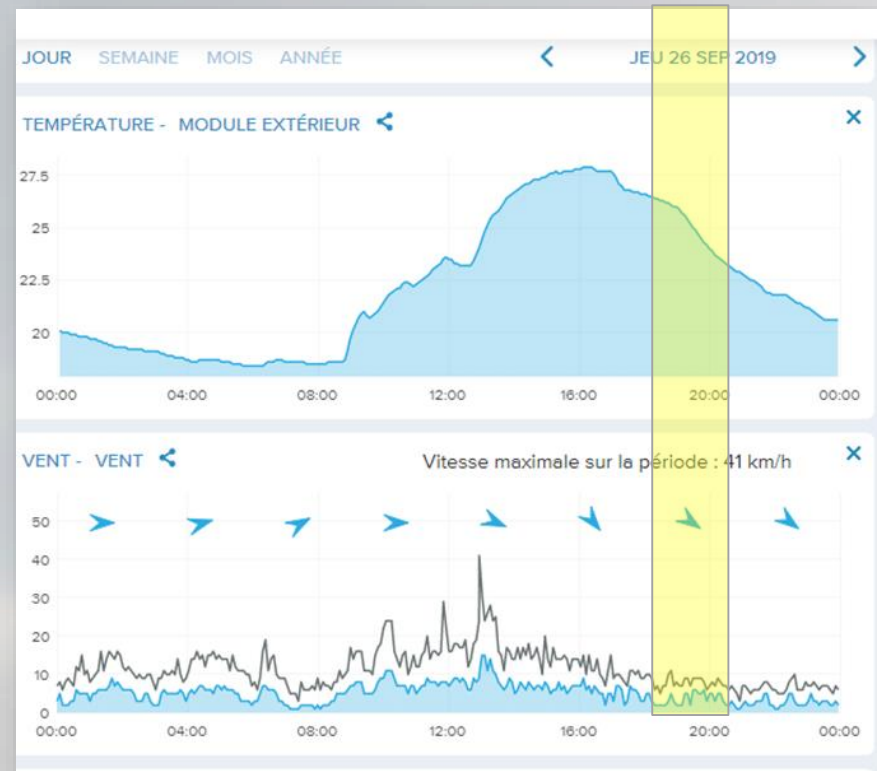 JOUR SEMAINE MOIS ANNÉE JEU 26 SEP 2019
TEMPÉRATURE - MODULE EXTÉRIEUR
27.5
25
22.5
20
00:00 04:00 08:00 12:00 16:00 20:00 00:00
VENT - VENT Vitesse maximale sur la période : 41 km/h
50
40
30
20
10
0
00:00 04:00 08:00 12:00 16:00 20:00 00:00